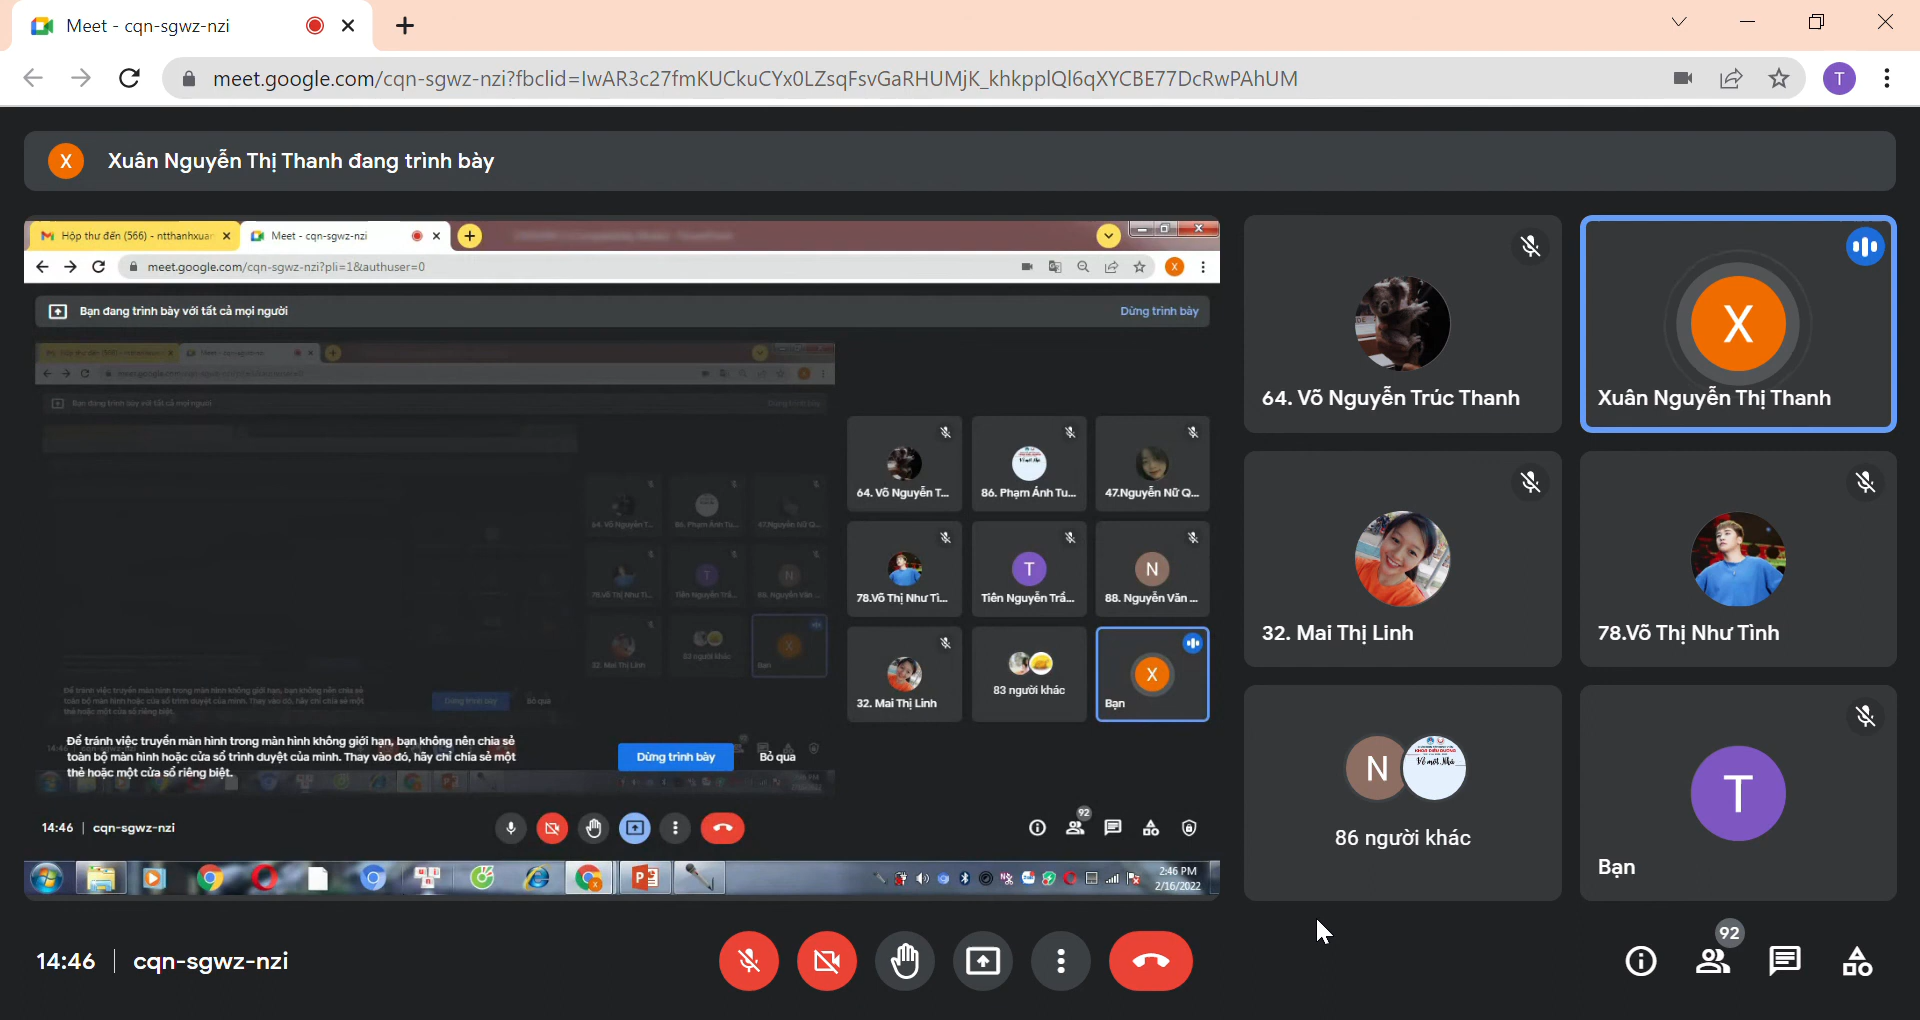 Meet - cqn-sgwz-nzi
meet.google.com/cqn-sgwz-nzi?fbclid=IwAR3c27fmKUCkuCYx0LZsqFsvGaRHUMjK_khkpplQl6qXYCBE77DcRwPAhUM
T
X
Xuân Nguyễn Thị Thanh đang trình bày
Hộp thư đến (566) - ntthanhxuan
Meet - cqn-sgwz-nzi
meet.google.com/cqn-sgwz-nzi?pli=1&authuser=0
X
Bạn đang trình bày với tất cả mọi người
Dừng trình bày
64. Võ Nguyễn T...
86. Phạm Ánh Tu...
47.Nguyễn Nữ Q...
T
N
78.Võ Thị Như Tì...
Tiên Nguyễn Trầ...
88. Nguyễn Văn ...
X
32. Mai Thị Linh
83 người khác
Bạn
Để tránh việc truyền màn hình trong màn hình không giới hạn, bạn không nên chia sẻ
toàn bộ màn hình hoặc cửa sổ trình duyệt của mình. Thay vào đó, hãy chỉ chia sẻ một
thẻ hoặc một cửa sổ riêng biệt.
Dừng trình bày
Bỏ qua
14:46 | cqn-sgwz-nzi
92
2:46 PM
2/16/2022
64. Võ Nguyễn Trúc Thanh
X
Xuân Nguyễn Thị Thanh
32. Mai Thị Linh
78.Võ Thị Như Tình
N
86 người khác
T
Bạn
14:46 | cqn-sgwz-nzi
92